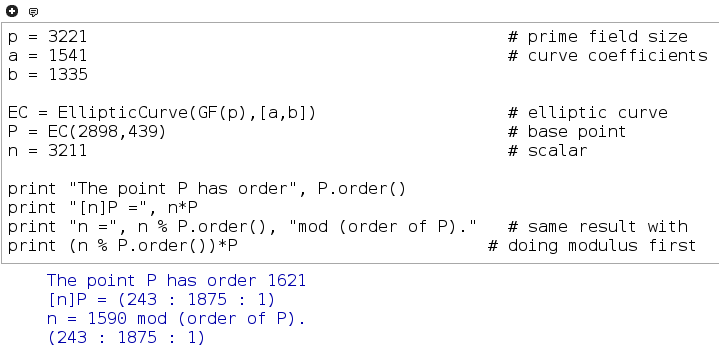 p = 3221 # prime field size
a = 1541 # curve coefficients
b = 1335
EC = EllipticCurve(GF(p),[a,b]) # elliptic curve
P = EC(2898,439) # base point
n = 3211 # scalar
print "The point P has order", P.order()
print "[n]P =", n*P
print "n =", n % P.order(), "mod (order of P)." # same result with
print (n % P.order())*P # doing modulus first
The point P has order 1621
[n]P = (243 : 1875 : 1)
n = 1590 mod (order of P).
(243 : 1875 : 1)